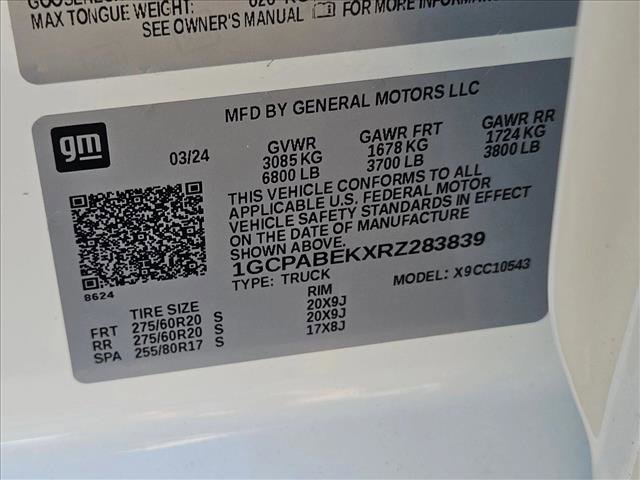 MAX TONGUE WEIGHT:
SEE OWNER'S MANUAL FOR MORE INFORMATION
MFD BY GENERAL MOTORS LLC
gm
03/24
GVWR
3085 KG
6800 LB
GAWR FRT
1678 KG
3700 LB
GAWR RR
1724 KG
3800 LB
THIS VEHICLE CONFORMS TO ALL
APPLICABLE U.S. FEDERAL MOTOR
VEHICLE SAFETY STANDARDS IN EFFECT
ON THE DATE OF MANUFACTURE
SHOWN ABOVE.
1GCPABEKXRZ283839
TYPE: TRUCK
MODEL: X9CC10543
8624
TIRE SIZE
RIM
FRT 275/60R20 S 20X9J
RR 275/60R20 S 20X9J
SPA 255/80R17 S 17X8J